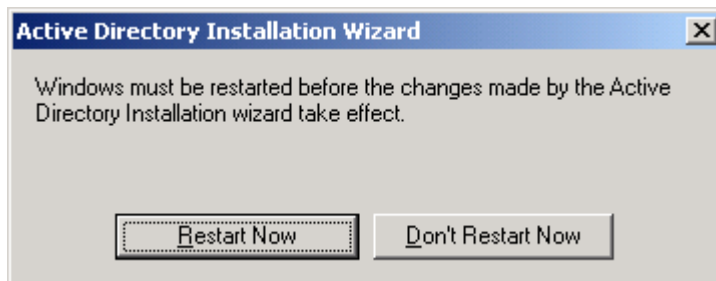 Active Directory Installation Wizard
Windows must be restarted before the changes made by the Active
Directory Installation wizard take effect.
Restart Now
Don't Restart Now